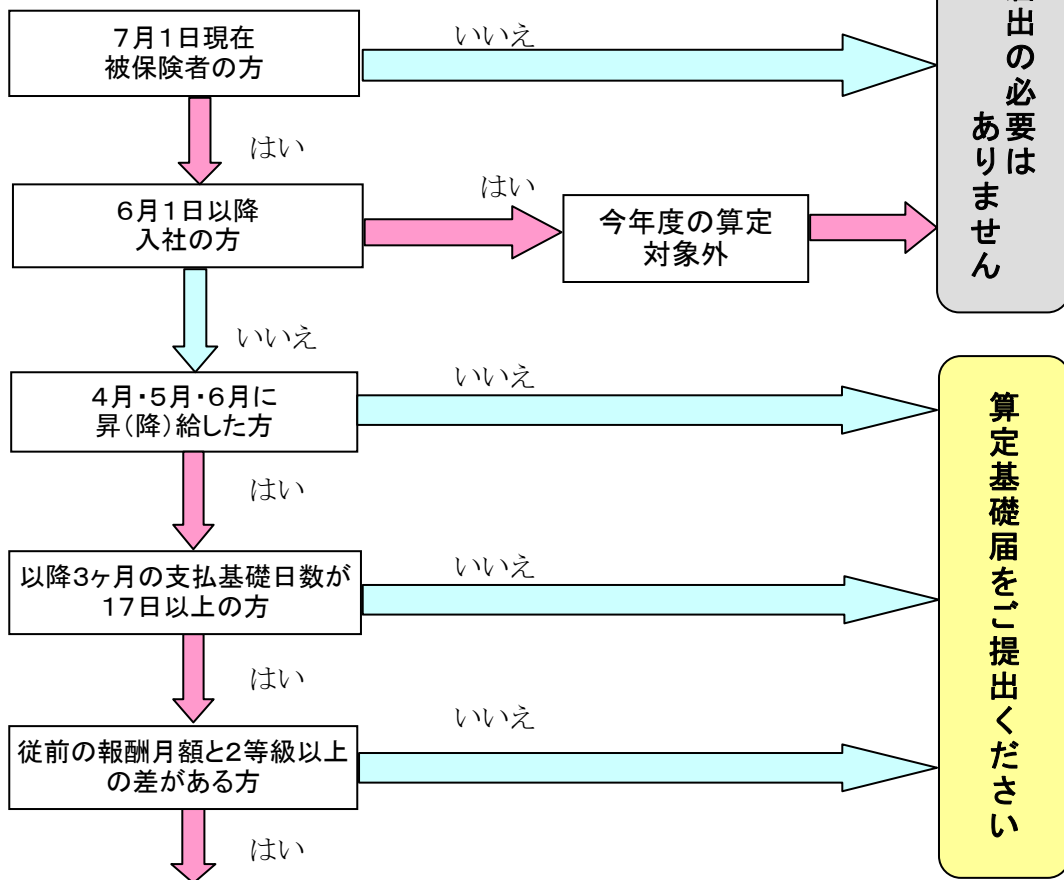 7月1日現在
被保険者の方
いいえ
はい
6月1日以降
入社の方
はい
今年度の算定
対象外
出の必要は
ありません
いいえ
4月・5月・6月に
昇(降)給した方
いいえ
はい
以降3ヶ月の支払基礎日数が
17日以上の方
いいえ
はい
従前の報酬月額と2等級以上
の差がある方
いいえ
はい
算定基礎届をご提出ください